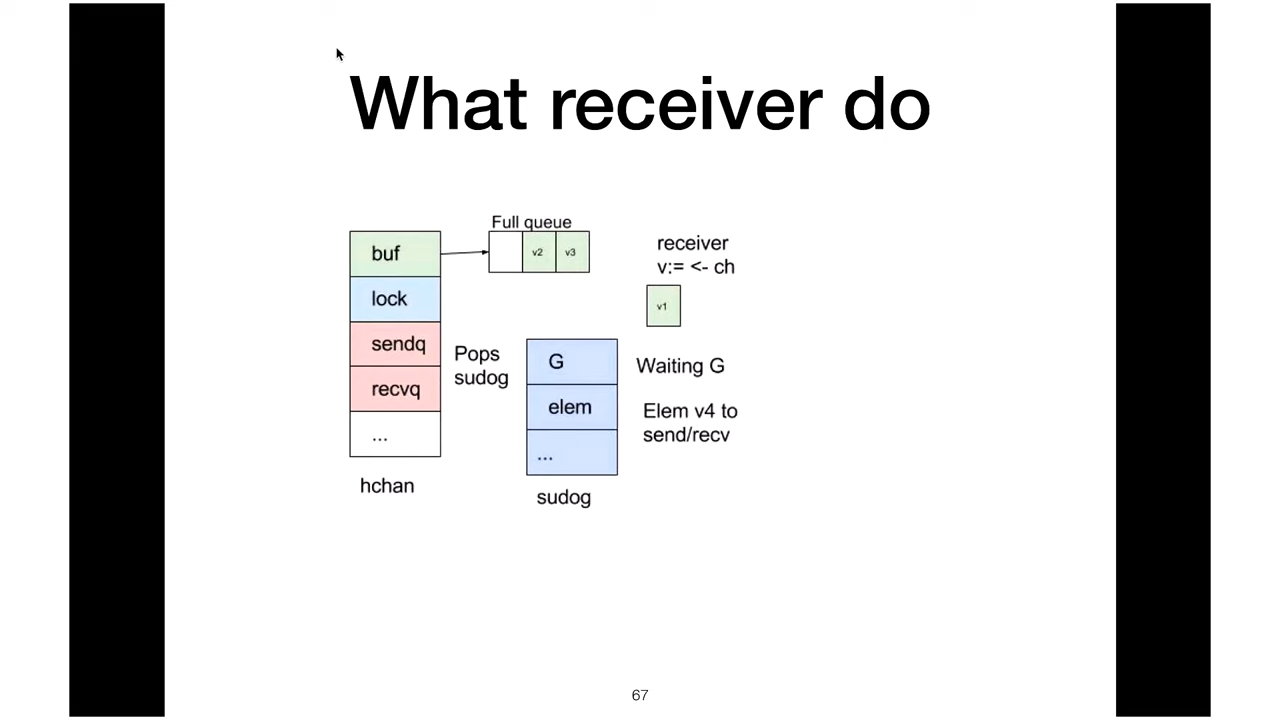 What receiver do
Full queue
buf
v2
v3
receiver
v:= <- ch
lock
v1
sendq
Pops
sudog
G
Waiting G
recvq
elem
Elem v4 to
send/recv
...
...
hchan
sudog
67